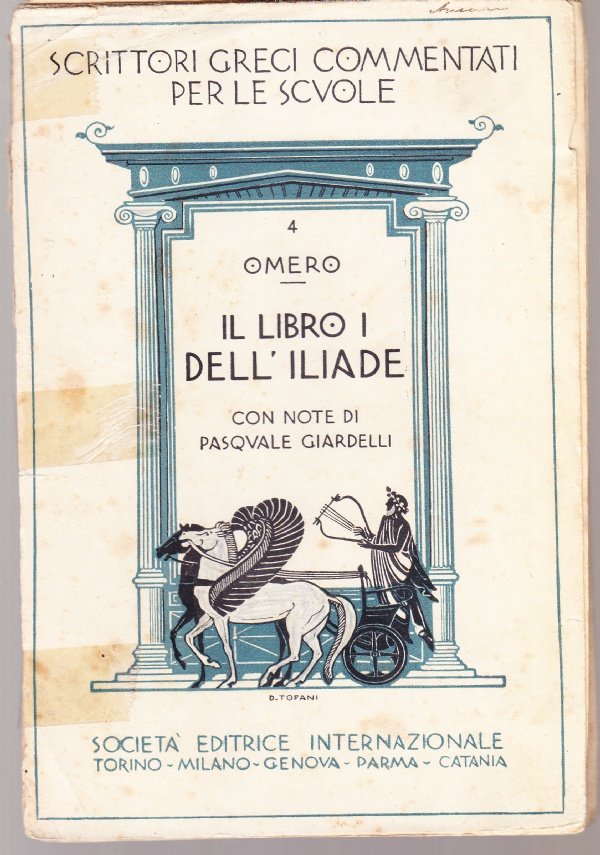 SCRITTORI GRECI COMMENTATI
PER LE SCVOLE
4
OMERO
IL LIBRO I
DELL' ILIADE
CON NOTE DI
PASQVALE GIARDELLI
D-TOFANI
SOCIETÀ EDITRICE INTERNAZIONALE
TORINO - MILANO - GENOVA - PARMA - CATANIA